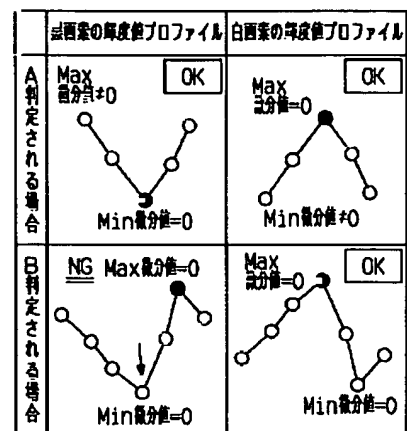 黒画素の輝度値プロファイル
白画素の輝度値プロファイル
A判定される場合
Max
微分値≠0
OK
Min微分値=0
Max
微分値=0
OK
Min微分値≠0
B判定される場合
NG Max微分値=0
Min微分値=0
Max
微分値=0
OK
Min微分値=0